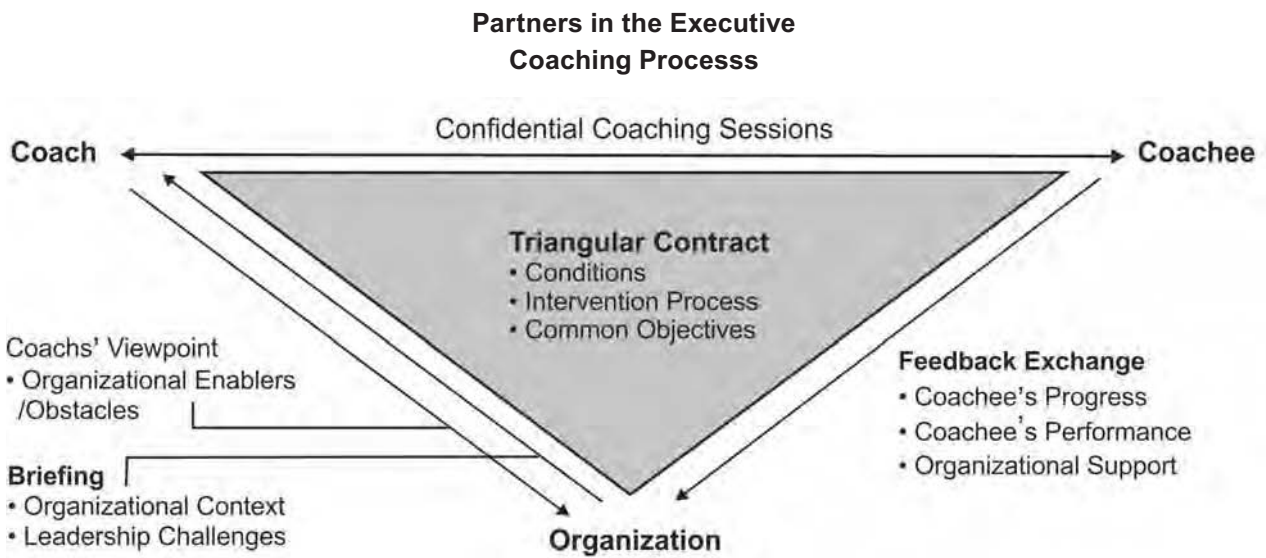 Partners in the Executive
Coaching Processs
Confidential Coaching Sessions
Coach
Coachee
Triangular Contract
• Conditions
• Intervention Process
• Common Objectives
Coachs' Viewpoint
• Organizational Enablers
/Obstacles
Briefing
• Organizational Context
• Leadership Challenges
Feedback Exchange
• Coachee's Progress
• Coachee's Performance
• Organizational Support
Organization